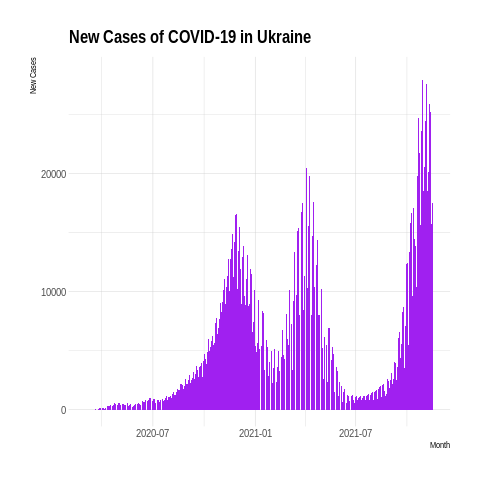 New Cases of COVID-19 in Ukraine
New Cases
20000
10000
0
2020-07
2021-01
2021-07
Month